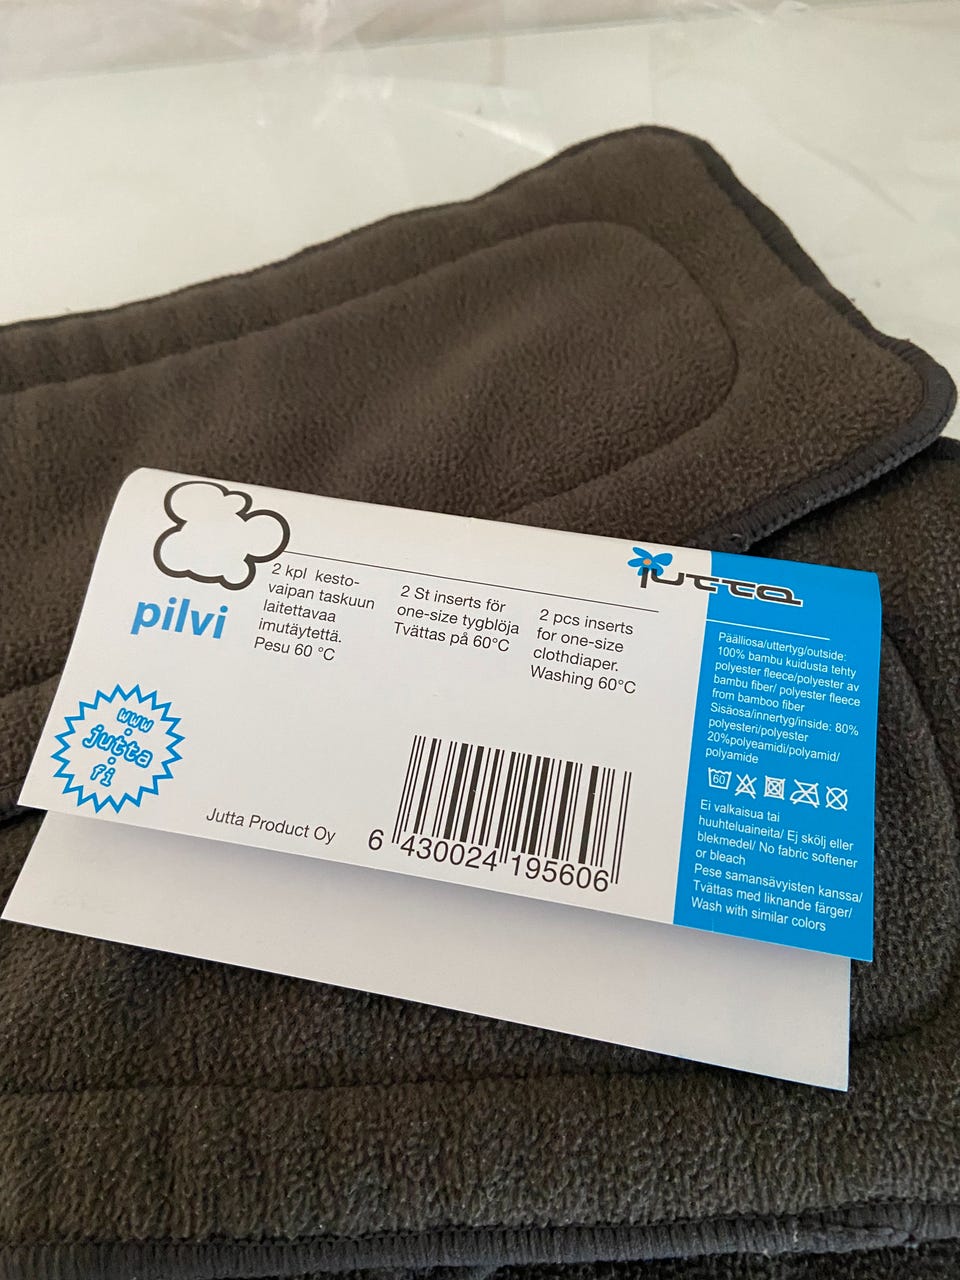 pilvi
2 kpl kesto-
vaipan taskuun
laitettavaa
imutäytettä.
Pesu 60 °C
2 St inserts för
one-size tygblöja
Tvättas på 60°C
2 pcs inserts
for one-size
clothdiaper.
Washing 60°C
jutta
www
.
jutta
.
fi
Jutta Product Oy
6 430024 195606
Päälliosa/uttertyg/outside:
100% bambu kuidusta tehty
polyester fleece/polyester av
bambu fiber/ polyester fleece
from bamboo fiber
Sisäosa/innertyg/inside: 80%
polyesteri/polyester
20%polyeamidi/polyamid/
polyamide
60
Ei valkaisua tai
huuhteluaineita/ Ej skölj eller
blekmedel/ No fabric softener
or bleach
Pese samansävyisten kanssa/
Tvättas med liknande färger/
Wash with similar colors